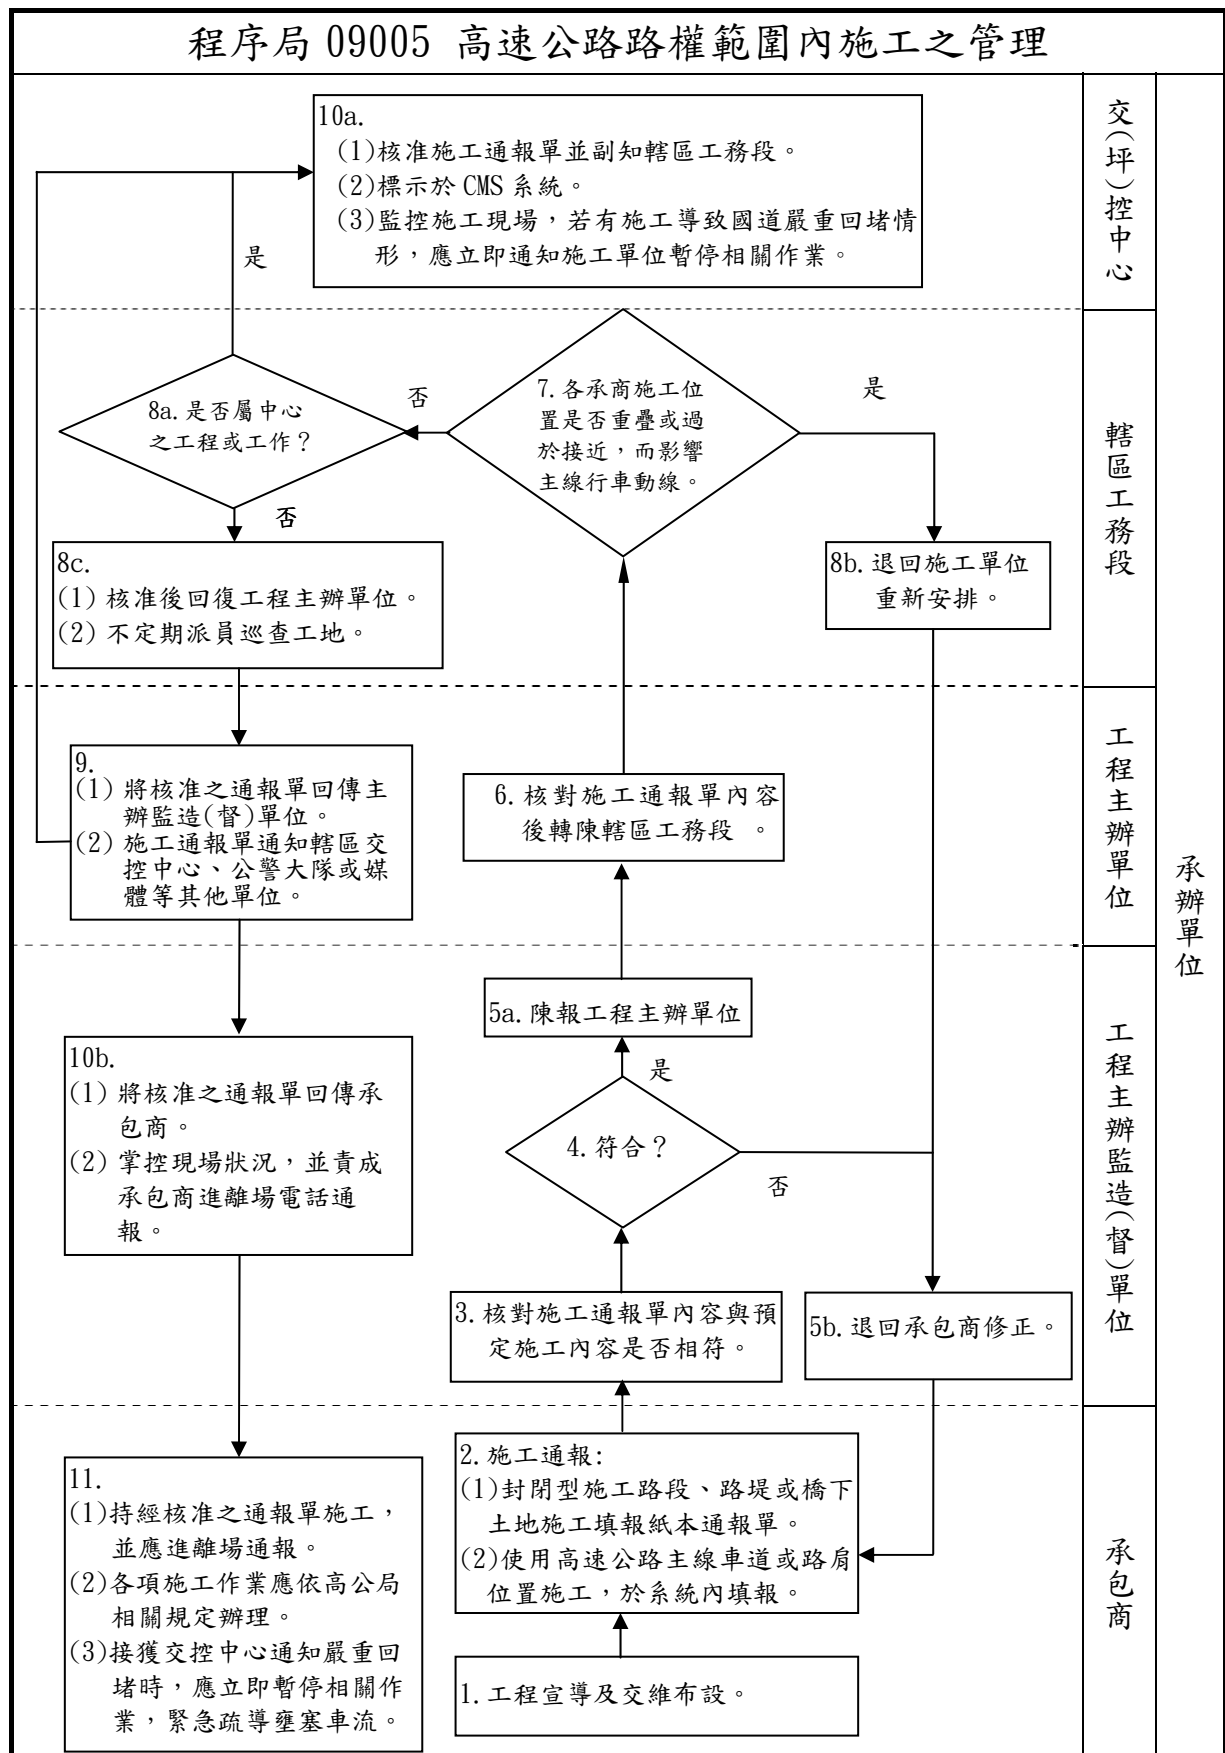 程序局 09005 高速公路路權範圍內施工之管理
10a.
(1)核准施工通報單並副知轄區工務段。
(2)標示於 CMS 系統。
(3)監控施工現場，若有施工導致國道嚴重回堵情
形，應立即通知施工單位暫停相關作業。
交(坪)控中心
是
8a.是否屬中心
之工程或工作？
否
7.各承商施工位
置是否重疊或過
於接近，而影響
主線行車動線。
是
轄區工務段
否
8c.
(1)核准後回復工程主辦單位。
(2)不定期派員巡查工地。
8b.退回施工單位
重新安排。
9.
(1)將核准之通報單回傳主
辦監造(督)單位。
(2)施工通報單通知轄區交
控中心、公警大隊或媒
體等其他單位。
6.核對施工通報單內容
後轉陳轄區工務段 。
工程主辦單位
承辦單位
5a.陳報工程主辦單位
10b.
(1)將核准之通報單回傳承
包商。
(2)掌控現場狀況，並責成
承包商進離場電話通
報。
是
4.符合？
否
工程主辦監造(督)單位
3.核對施工通報單內容與預
定施工內容是否相符。
5b.退回承包商修正。
11.
(1)持經核准之通報單施工，
並應進離場通報。
(2)各項施工作業應依高公局
相關規定辦理。
(3)接獲交控中心通知嚴重回
堵時，應立即暫停相關作
業，緊急疏導壅塞車流。
2.施工通報:
(1)封閉型施工路段、路堤或橋下
土地施工填報紙本通報單。
(2)使用高速公路主線車道或路肩
位置施工，於系統內填報。
1.工程宣導及交維布設。
承包商